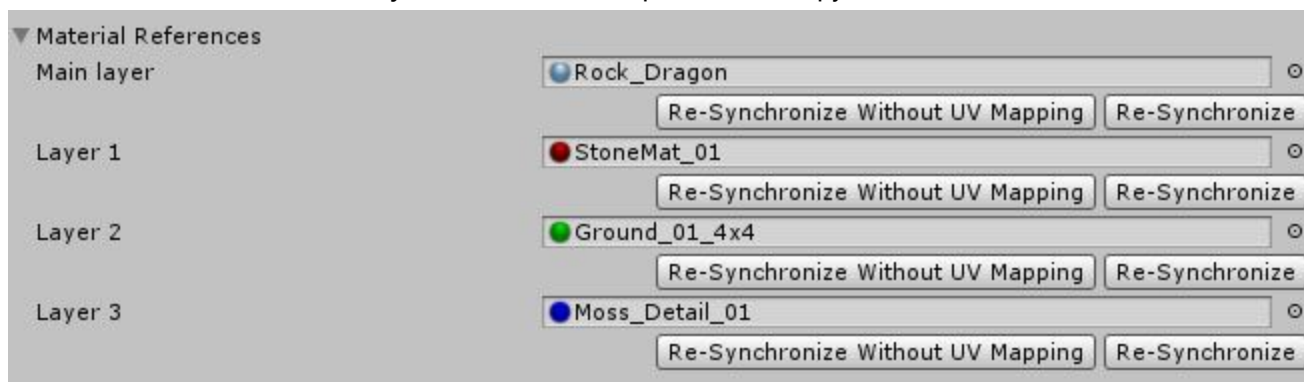 Material References
Main layer Rock_Dragon
Re-Synchronize Without UV Mapping Re-Synchronize
Layer 1 StoneMat_01
Re-Synchronize Without UV Mapping Re-Synchronize
Layer 2 Ground_01_4x4
Re-Synchronize Without UV Mapping Re-Synchronize
Layer 3 Moss_Detail_01
Re-Synchronize Without UV Mapping Re-Synchronize